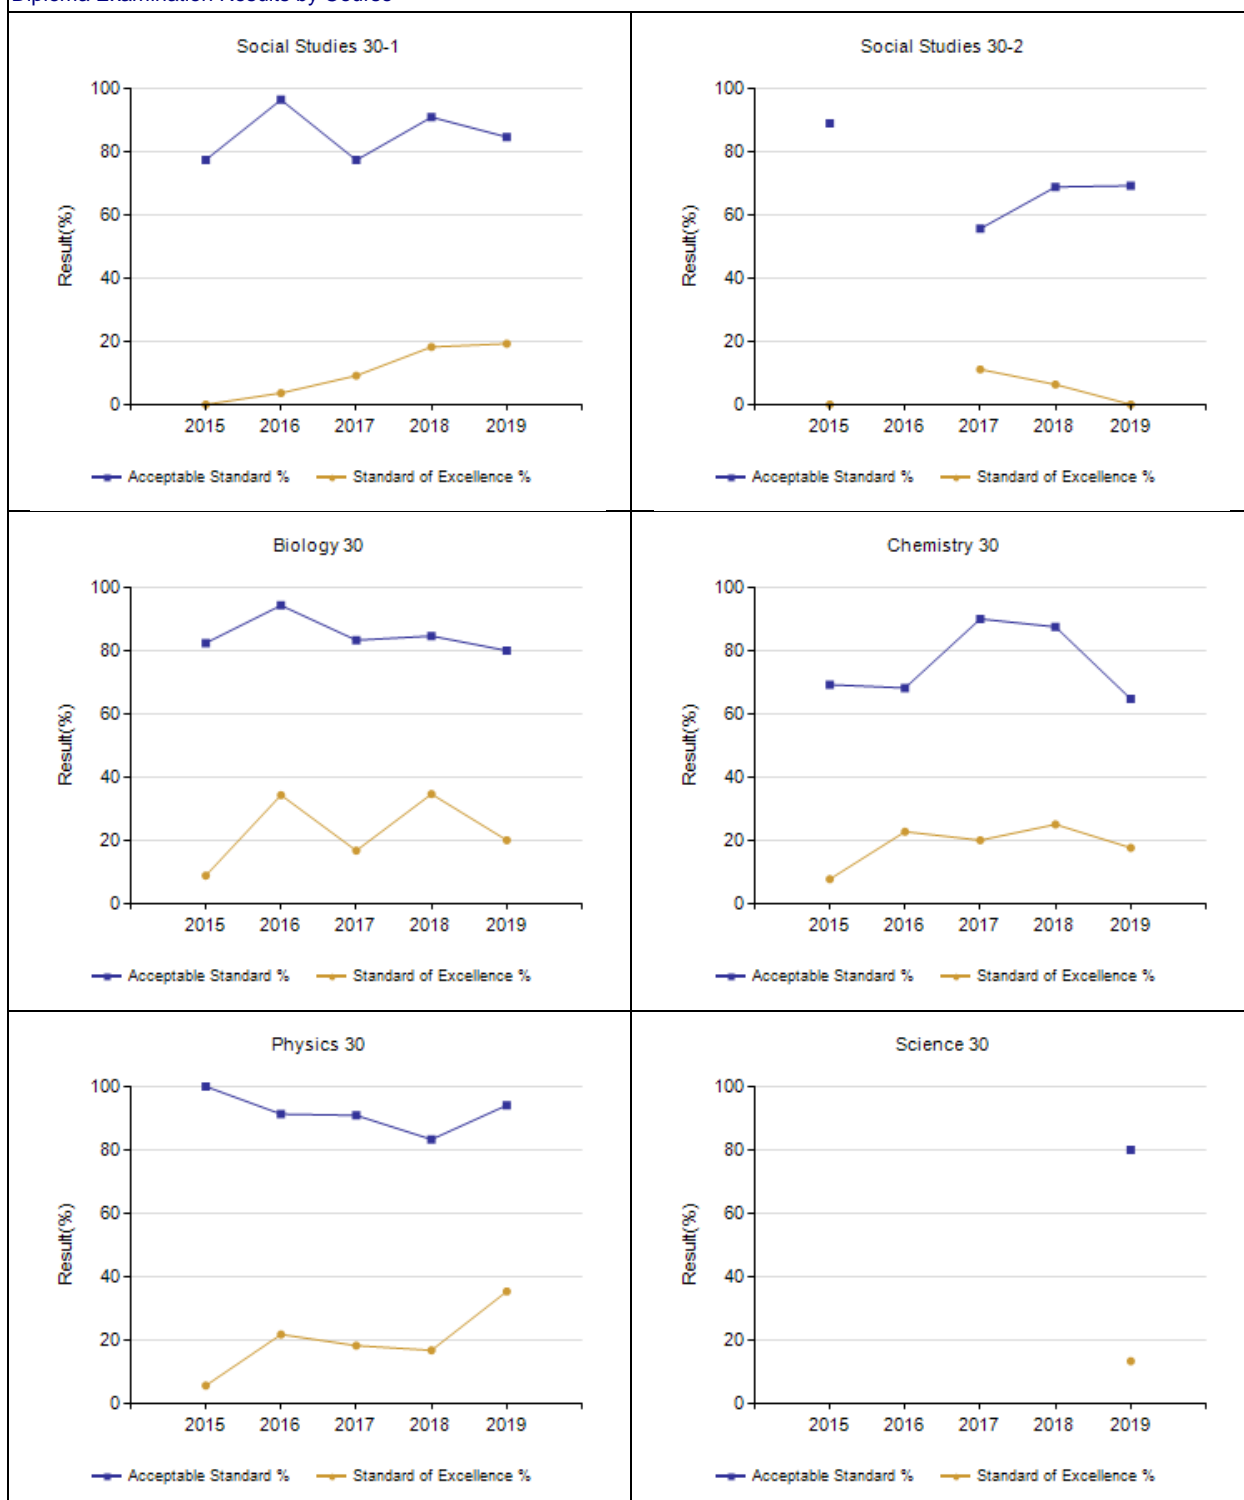 Diploma Examination Results by Course
Social Studies 30-1
100
80
60
40
20
0
Result(%)
2015 2016 2017 2018 2019
Acceptable Standard % Standard of Excellence %
Social Studies 30-2
100
80
60
40
20
0
Result(%)
2015 2016 2017 2018 2019
Acceptable Standard % Standard of Excellence %
Biology 30
100
80
60
40
20
0
Result(%)
2015 2016 2017 2018 2019
Acceptable Standard % Standard of Excellence %
Chemistry 30
100
80
60
40
20
0
Result(%)
2015 2016 2017 2018 2019
Acceptable Standard % Standard of Excellence %
Physics 30
100
80
60
40
20
0
Result(%)
2015 2016 2017 2018 2019
Acceptable Standard % Standard of Excellence %
Science 30
100
80
60
40
20
0
Result(%)
2015 2016 2017 2018 2019
Acceptable Standard % Standard of Excellence %